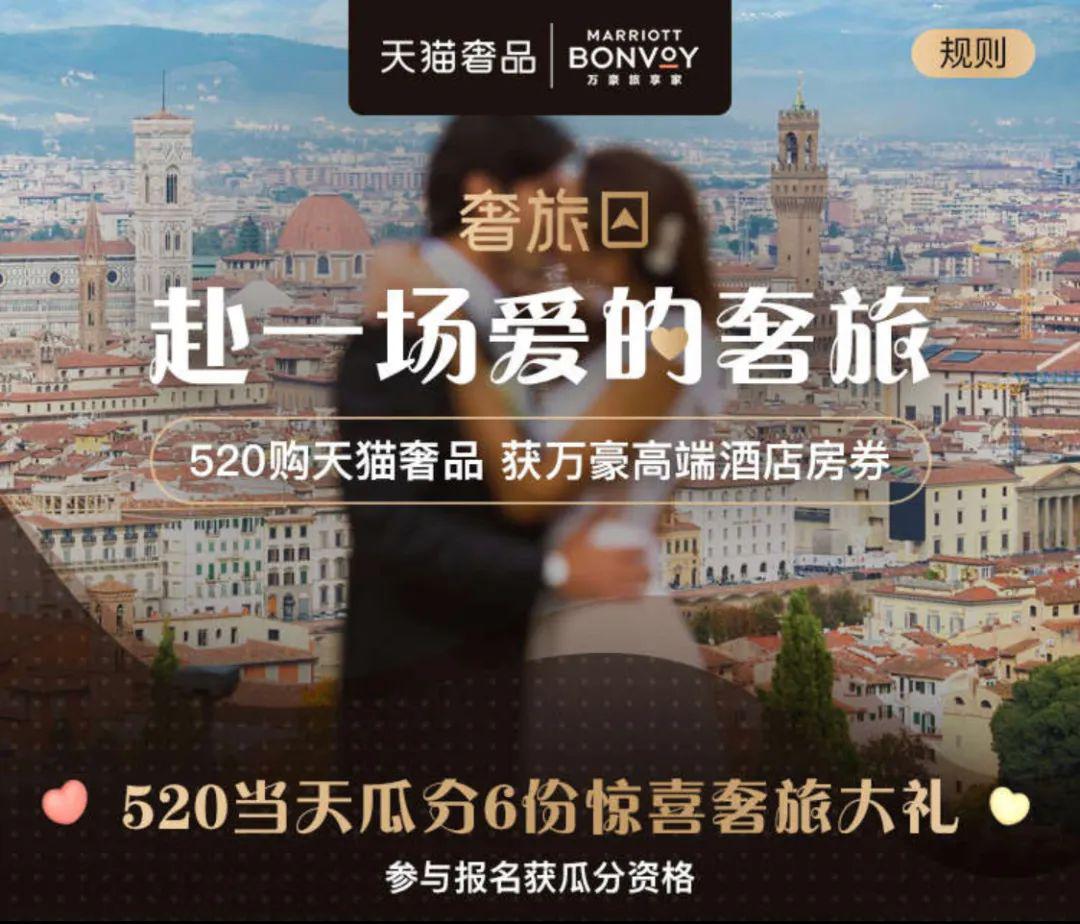 天猫奢品
MARRIOTT
BONVOY
万豪旅享家
规则
奢旅日
赴一场爱的奢旅
520购天猫奢品 获万豪高端酒店房券
520当天瓜分6份惊喜奢旅大礼
参与报名获瓜分资格